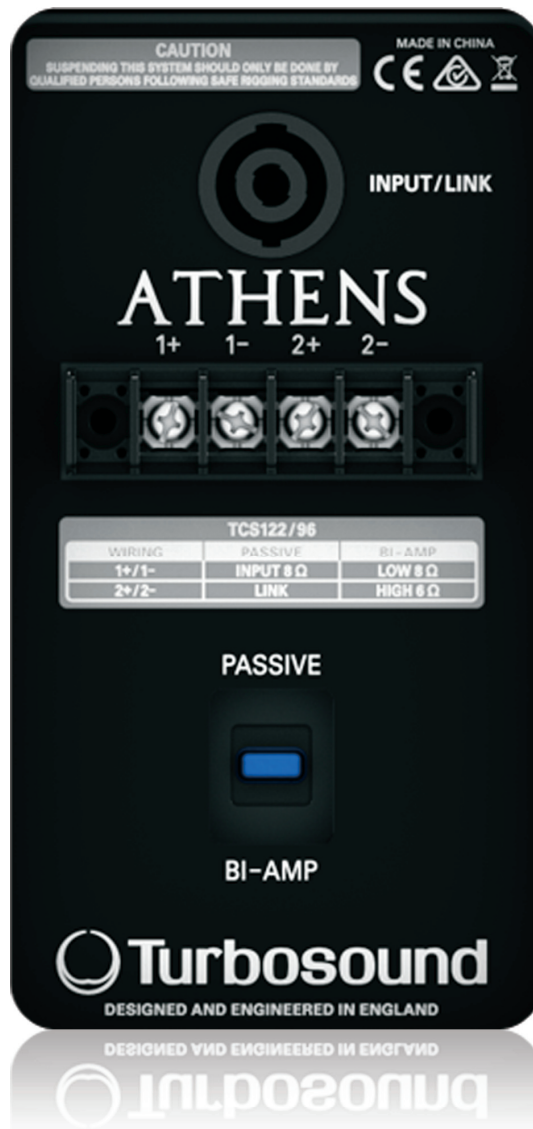 CAUTION
SUSPENDING THIS SYSTEM SHOULD ONLY BE DONE BY
QUALIFIED PERSONS FOLLOWING SAFE RIGGING STANDARDS
MADE IN CHINA
CE
INPUT/LINK
ATHENS
1+ 1- 2+ 2-
TCS122/96
WIRING PASSIVE BI-AMP
1+/1- INPUT 8 Ω LOW 8 Ω
2+/2- LINK HIGH 6 Ω
PASSIVE
BI-AMP
Turbosound
DESIGNED AND ENGINEERED IN ENGLAND